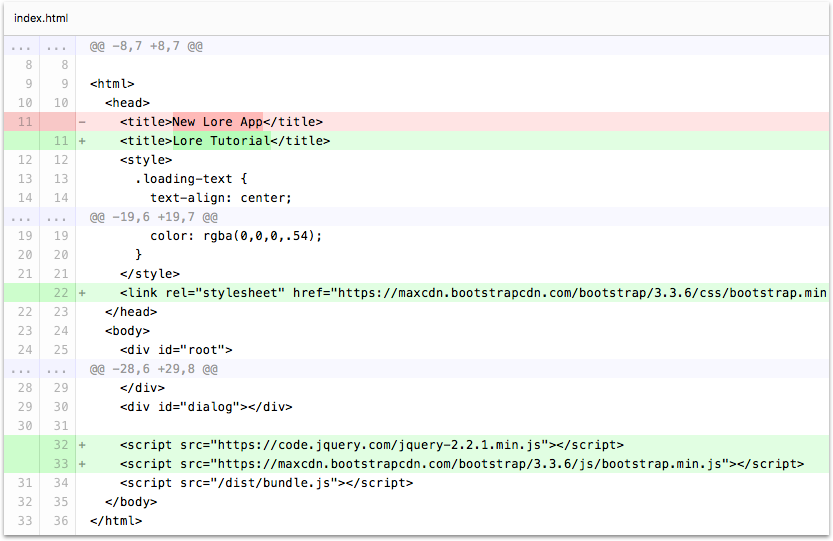 index.html
... ... @@ -8,7 +8,7 @@
8 8
9 9 <html>
10 10   <head>
11 -     <title>New Lore App</title>
11 +     <title>Lore Tutorial</title>
12 12     <style>
13 13       .loading-text {
14 14         text-align: center;
... ... @@ -19,6 +19,7 @@
19 19         color: rgba(0,0,0,.54);
20 20       }
21 21     </style>
22 +     <link rel="stylesheet" href="https://maxcdn.bootstrapcdn.com/bootstrap/3.3.6/css/bootstrap.min
22 23   </head>
23 24   <body>
24 25     <div id="root">
... ... @@ -28,6 +29,8 @@
28 29     </div>
29 30     <div id="dialog"></div>
30 31
32 +     <script src="https://code.jquery.com/jquery-2.2.1.min.js"></script>
33 +     <script src="https://maxcdn.bootstrapcdn.com/bootstrap/3.3.6/js/bootstrap.min.js"></script>
31 34     <script src="/dist/bundle.js"></script>
32 35   </body>
33 36 </html>